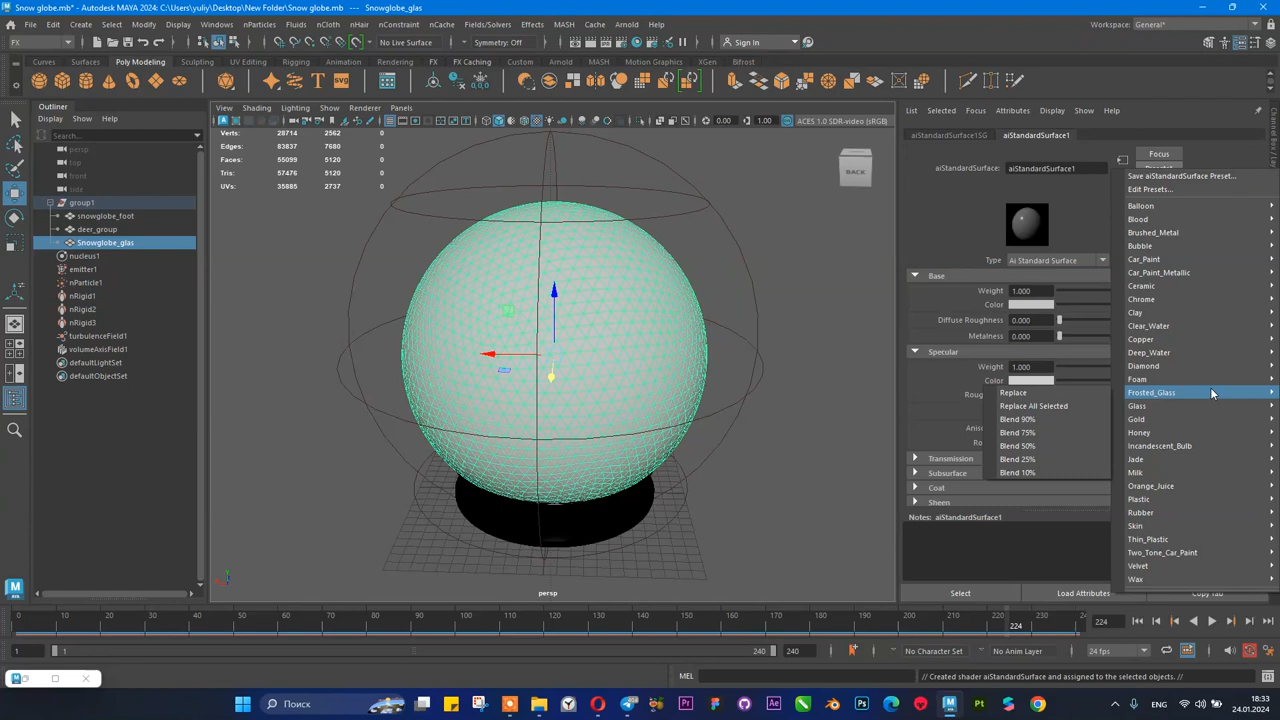 Snow globe.mb* - Autodesk MAYA 2024: C:\users\yuliy\Desktop\New Folder\Snow globe.mb --- Snowglobe_glas
File Edit Create Select Modify Display Windows nParticles Fluids nCloth nHair nConstraint nCache Fields/Solvers Effects MASH Cache Arnold Help Workspace: General*
FX No Live Surface Symmetry: Off Sign In
Curves Surfaces Poly Modeling Sculpting UV Editing Rigging Animation Rendering FX FX Caching Custom Arnold MASH Motion Graphics XGen Bifrost
Outliner
Display Show Help
Search...
persp
top
front
side
group1
snowglobe_foot
deer_group
Snowglobe_glas
nucleus1
emitter1
nParticle1
nRigid1
nRigid2
nRigid3
turbulenceField1
volumeAxisField1
defaultLightSet
defaultObjectSet
View Shading Lighting Show Renderer Panels
0.00 1.00 ACES 1.0 SDR-video (sRGB)
Verts: 28714 2562 0
Edges: 83837 7680 0
Faces: 55099 5120 0
Tris: 57476 5120 0
UVs: 35885 2737 0
BACK
persp
List Selected Focus Attributes Display Show Help
aiStandardSurface1SG aiStandardSurface1
Focus
aiStandardSurface: aiStandardSurface1
Type Ai Standard Surface
Base
Weight 1.000
Color
Diffuse Roughness 0.000
Metalness 0.000
Specular
Weight 1.000
Color
Transmission
Subsurface
Coat
Sheen
Notes: aiStandardSurface1
Select Load Attributes Copy Tab
Replace
Replace All Selected
Blend 90%
Blend 75%
Blend 50%
Blend 25%
Blend 10%
Save aiStandardSurface Preset...
Edit Presets...
Balloon
Blood
Brushed_Metal
Bubble
Car_Paint
Car_Paint_Metallic
Ceramic
Chrome
Clay
Clear_Water
Copper
Deep_Water
Diamond
Foam
Frosted_Glass
Glass
Gold
Honey
Incandescent_Bulb
Jade
Milk
Orange_Juice
Plastic
Rubber
Skin
Thin_Plastic
Two_Tone_Car_Paint
Velvet
Wax
0 10 20 30 40 50 60 70 80 90 100 110 120 130 140 150 160 170 180 190 200 210 220 224 230 224
1 1 240 240 No Character Set No Anim Layer 24 fps
MEL // Created shader aiStandardSurface and assigned to the selected objects. //
Поиск
18:33
24.01.2024